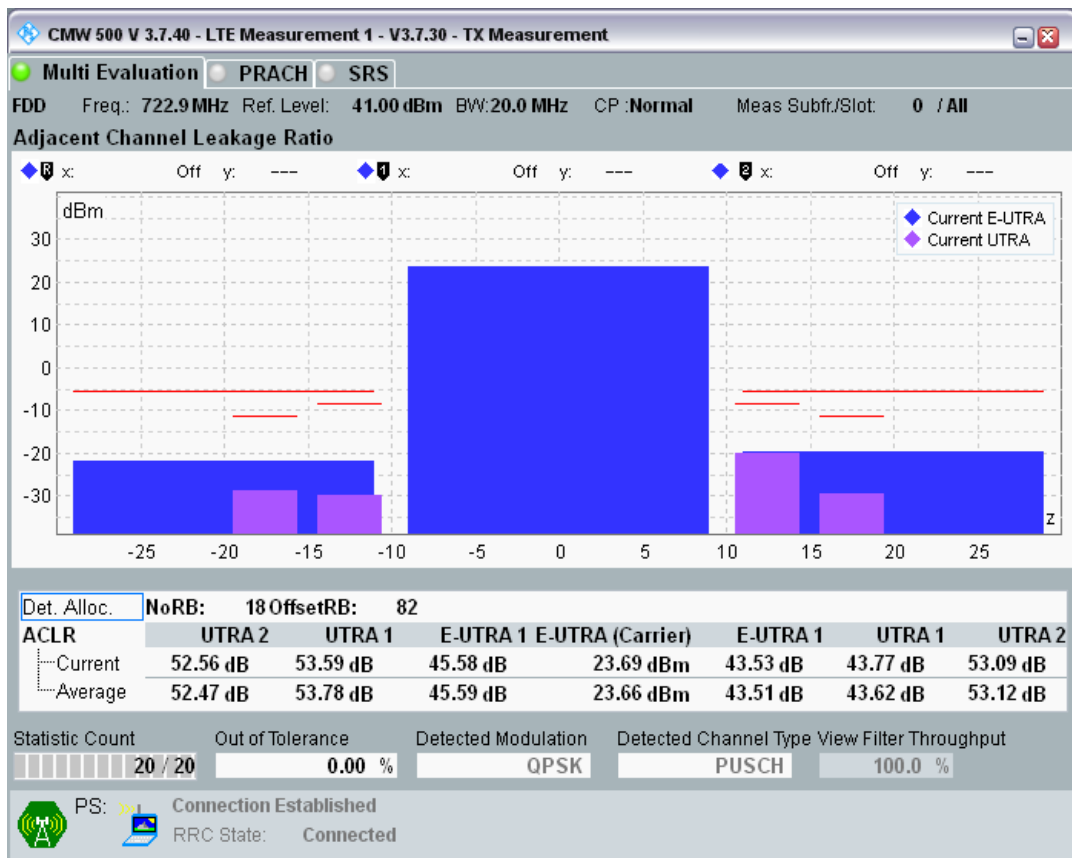 CMW 500 V 3.7.40 - LTE Measurement 1 - V3.7.30 - TX Measurement
Multi Evaluation PRACH SRS
FDD Freq.: 722.9 MHz Ref. Level: 41.00 dBm BW:20.0 MHz CP :Normal Meas Subfr./Slot: 0 / All
Adjacent Channel Leakage Ratio
R x: Off y: --- 1 x: Off y: --- 2 x: Off y: ---
dBm
Current E-UTRA
Current UTRA
30
20
10
0
-10
-20
-30
z
-25 -20 -15 -10 -5 0 5 10 15 20 25
Det. Alloc. NoRB: 18 OffsetRB: 82
ACLR UTRA 2 UTRA 1 E-UTRA 1 E-UTRA (Carrier) E-UTRA 1 UTRA 1 UTRA 2
Current 52.56 dB 53.59 dB 45.58 dB 23.69 dBm 43.53 dB 43.77 dB 53.09 dB
Average 52.47 dB 53.78 dB 45.59 dB 23.66 dBm 43.51 dB 43.62 dB 53.12 dB
Statistic Count Out of Tolerance Detected Modulation Detected Channel Type View Filter Throughput
20 / 20 0.00 % QPSK PUSCH 100.0 %
PS: Connection Established
RRC State: Connected